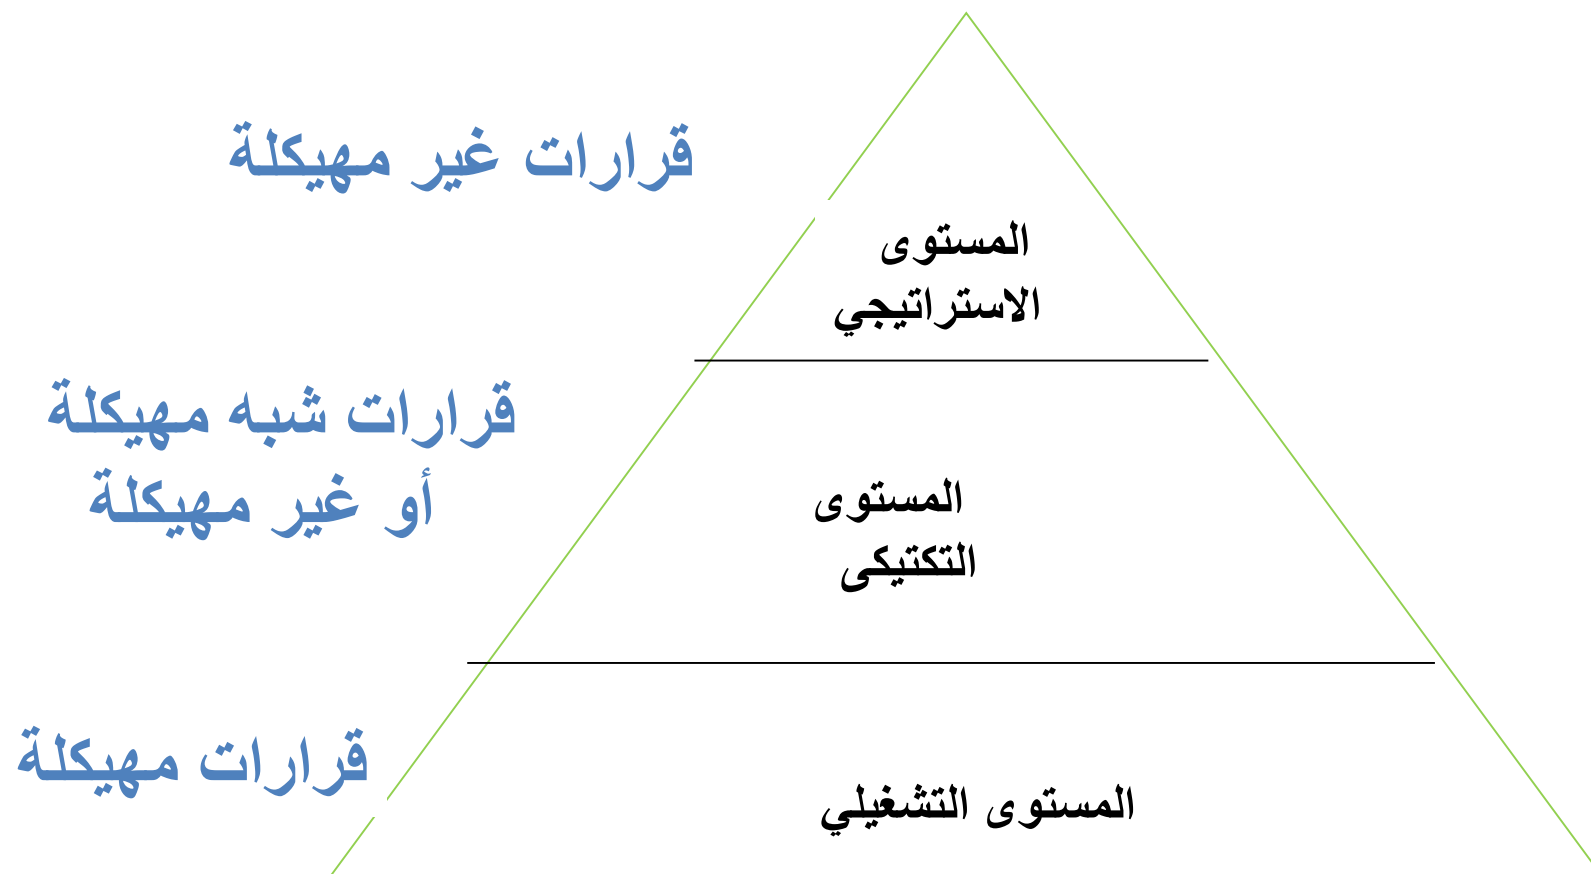 قرارات غير مهيكلة
المستوى
الاستراتيجي
قرارات شبه مهيكلة
أو غير مهيكلة
المستوى
التكتيكى
قرارات مهيكلة
المستوى التشغيلي